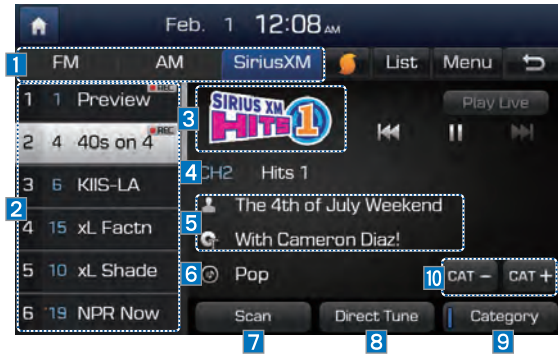 Feb. 1 12:08 AM
1 FM AM SiriusXM List Menu
1 1 Preview REC
2 4 40s on 4 REC
3 6 KIIS-LA
4 15 xL Factn
5 10 xL Shade
6 19 NPR Now
2
3 SIRIUS XM HITS 1
Play Live
4 CH2 Hits 1
5 The 4th of July Weekend
With Cameron Diaz!
6 Pop
10 CAT - CAT +
Scan Direct Tune Category
7 8 9